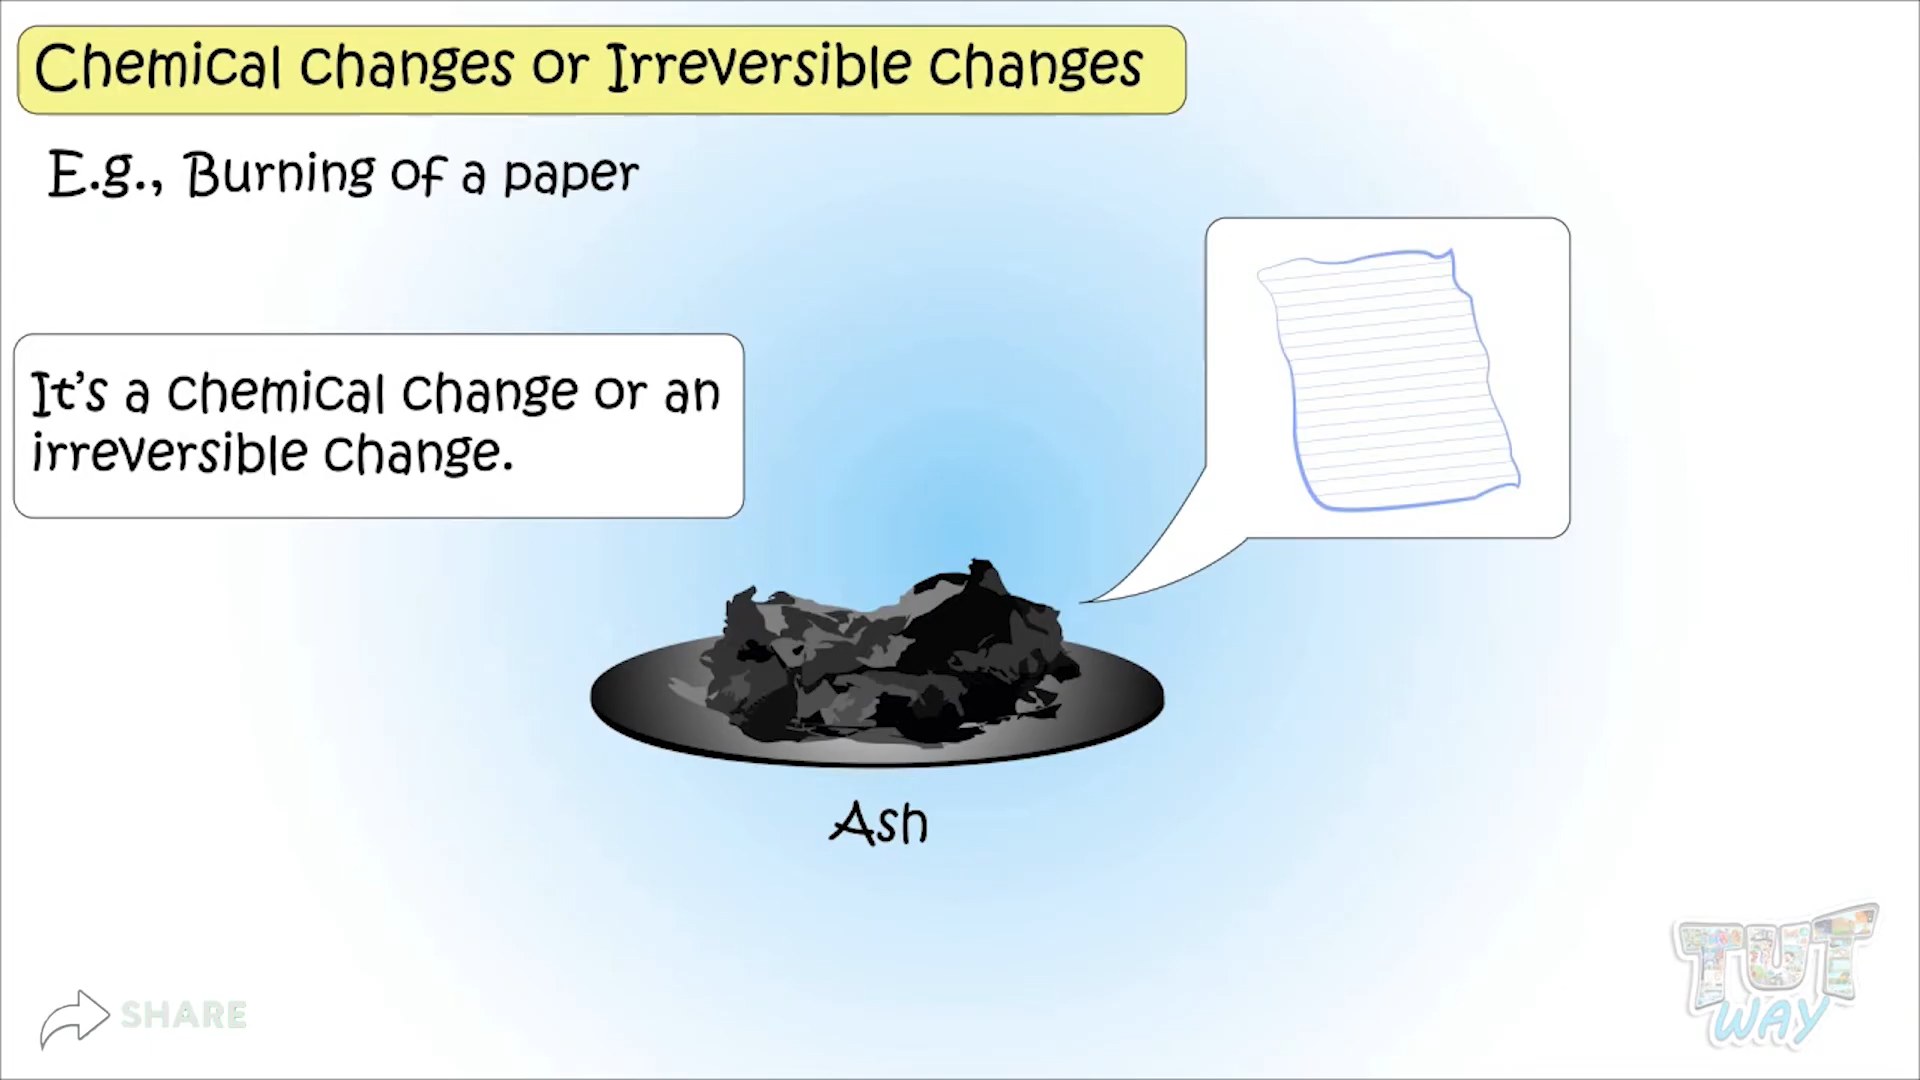 Chemical changes or Irreversible changes
E.g., Burning of a paper
It's a chemical change or an
irreversible change.
Ash
SHARE
TUT
WAY